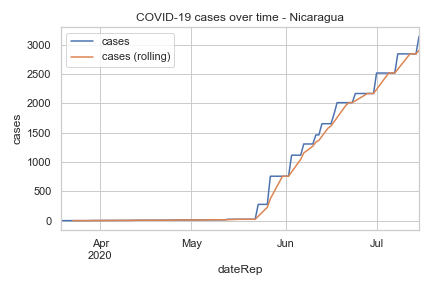 COVID-19 cases over time - Nicaragua
cases
cases (rolling)
3000
2500
2000
1500
1000
500
0
cases
Apr
2020
May
Jun
Jul
dateRep